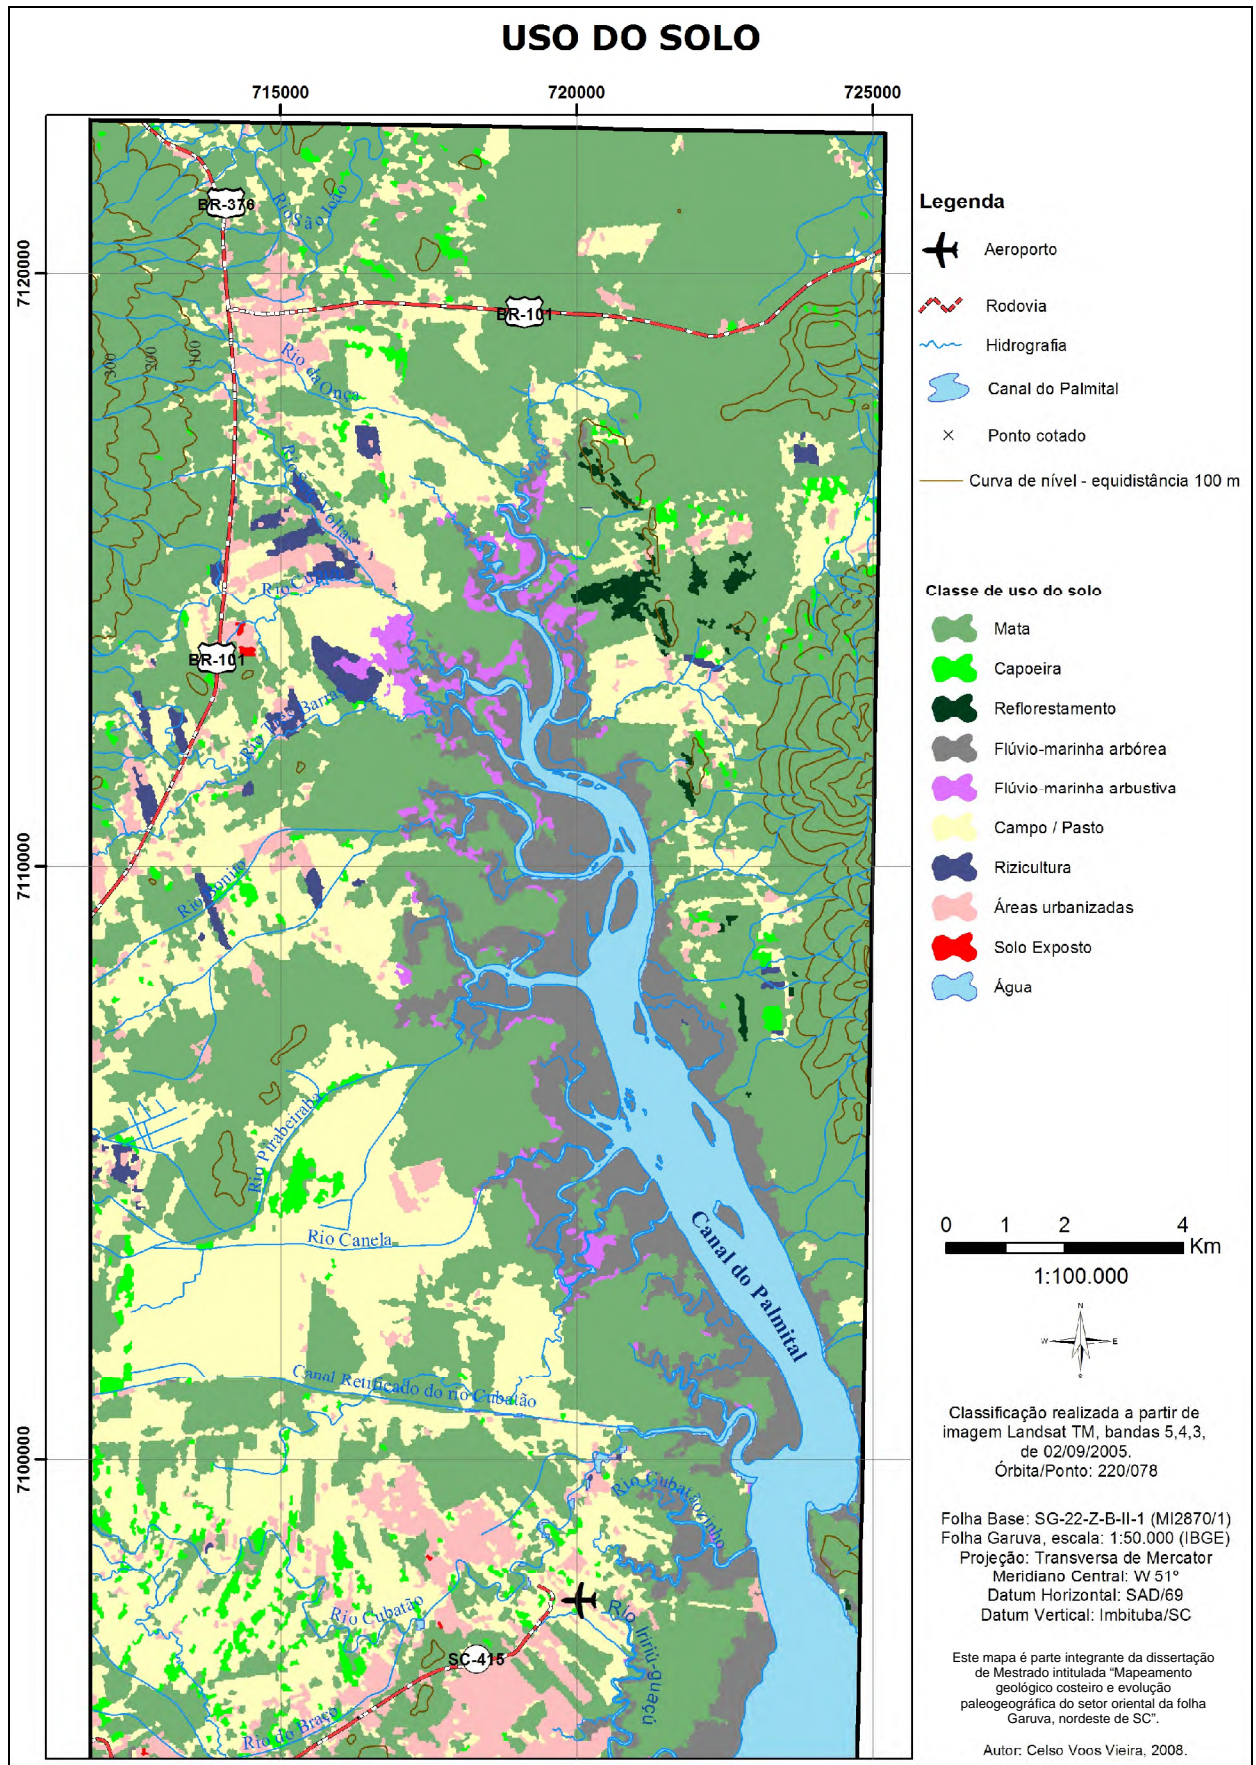 USO DO SOLO
715000
720000
725000
7120000
7110000
7100000
BR-376
Rio São João
BR-101
300
200
100
Rio da Onça
Rio Sete Voltas
BR-101
Rio Três Barras
Rio Bonito
Rio Pirabeiraba
Rio Canela
Canal do Palmital
Canal Retificado do rio Cubatão
Rio Cubatãozinho
Rio Cubatão
Rio Iririú-guaçú
SC-415
Rio do Braço
Legenda
Aeroporto
Rodovia
Hidrografia
Canal do Palmital
Ponto cotado
Curva de nível - equidistância 100 m
Classe de uso do solo
Mata
Capoeira
Reflorestamento
Flúvio-marinha arbórea
Flúvio-marinha arbustiva
Campo / Pasto
Rizicultura
Áreas urbanizadas
Solo Exposto
Água
0 1 2 4
Km
1:100.000
N
W E
S
Classificação realizada a partir de
imagem Landsat TM, bandas 5,4,3,
de 02/09/2005.
Órbita/Ponto: 220/078
Folha Base: SG-22-Z-B-II-1 (MI2870/1)
Folha Garuva, escala: 1:50.000 (IBGE)
Projeção: Transversa de Mercator
Meridiano Central: W 51º
Datum Horizontal: SAD/69
Datum Vertical: Imbituba/SC
Este mapa é parte integrante da dissertação
de Mestrado intitulada “Mapeamento
geológico costeiro e evolução
paleogeográfica do setor oriental da folha
Garuva, nordeste de SC”.
Autor: Celso Voos Vieira, 2008.